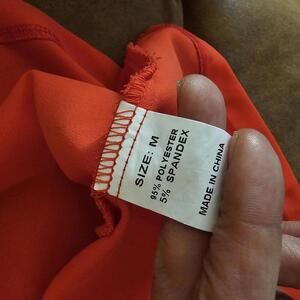 SIZE: M
95% POLYESTER
5% SPANDEX
MADE IN CHINA